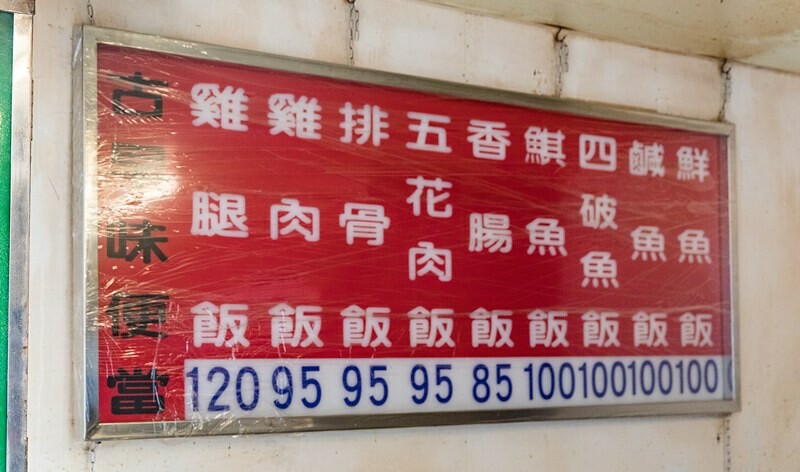 古早味便當
雞腿飯 120
雞肉飯 95
排骨飯 95
五花肉飯 95
香腸飯 85
鯕魚飯 100
四破魚飯 100
鹹魚飯 100
鮮魚飯 100